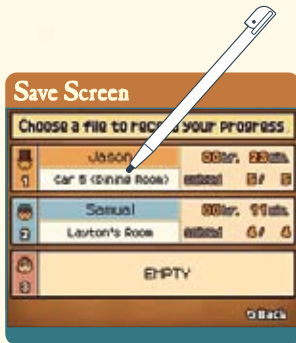 Save Screen
Choose a file to record your progress
Jason 00hr. 23min.
1 Car 5 (Dining Room) 5/ 5
Samual 00hr. 11min.
2 Layton's Room 4/ 4
3 EMPTY
Back